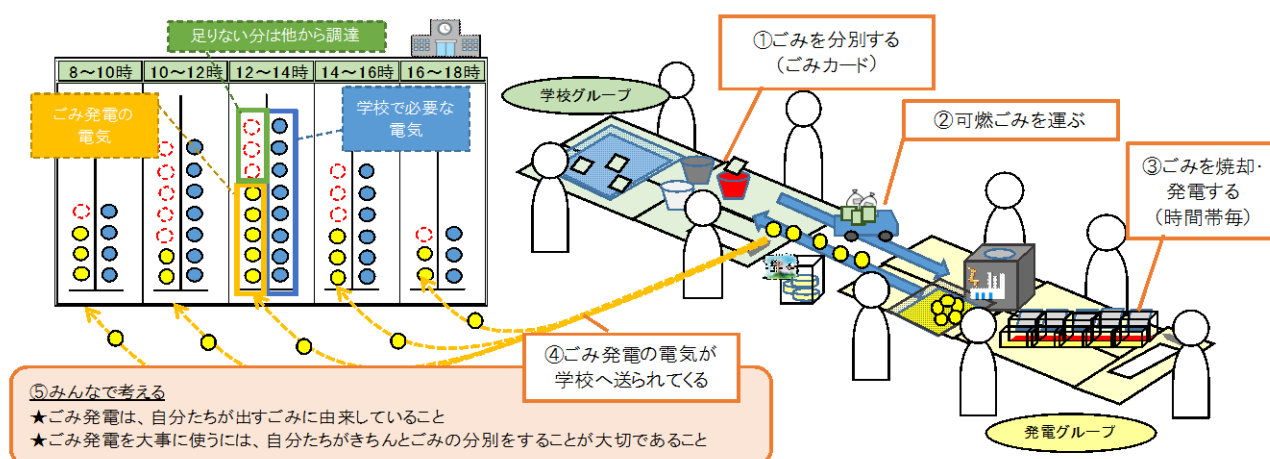 足りない分は他から調達
8～10時
10～12時
12～14時
14～16時
16～18時
ごみ発電の
電気
学校で必要な
電気
学校グループ
①ごみを分別する
（ごみカード）
②可燃ごみを運ぶ
③ごみを焼却・
発電する
（時間帯毎）
④ごみ発電の電気が
学校へ送られてくる
⑤みんなで考える
★ごみ発電は、自分たちが出すごみに由来していること
★ごみ発電を大事に使うには、自分たちがきちんとごみの分別をすることが大切であること
発電グループ